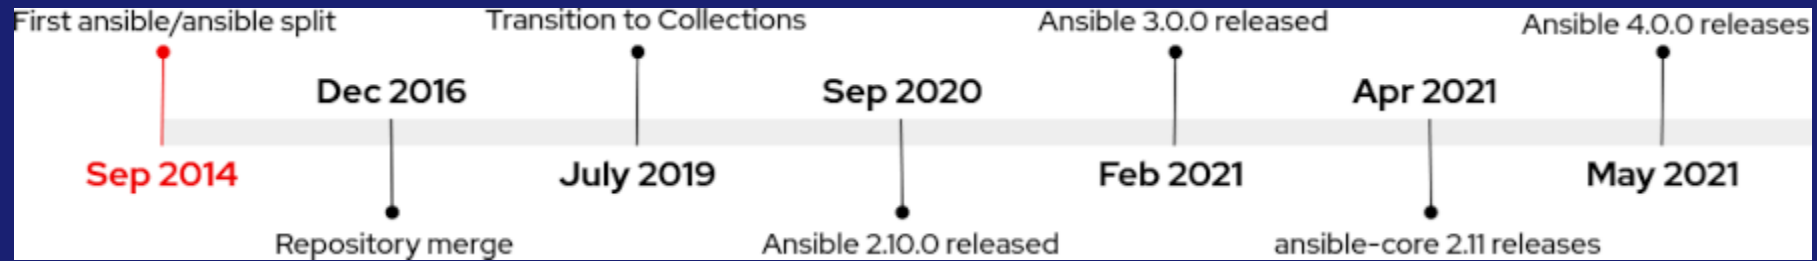 First ansible/ansible split
Transition to Collections
Ansible 3.0.0 released
Ansible 4.0.0 releases
Dec 2016
Sep 2020
Apr 2021
Sep 2014
July 2019
Feb 2021
May 2021
Repository merge
Ansible 2.10.0 released
ansible-core 2.11 releases